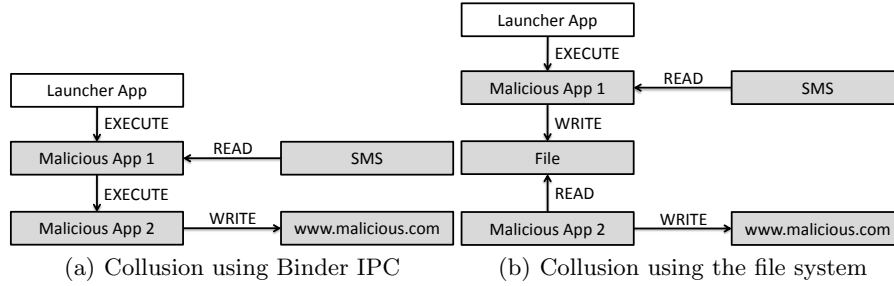 Launcher App
EXECUTE
Malicious App 1
READ
SMS
EXECUTE
Malicious App 2
WRITE
www.malicious.com
(a) Collusion using Binder IPC
Launcher App
EXECUTE
Malicious App 1
READ
SMS
WRITE
File
READ
Malicious App 2
WRITE
www.malicious.com
(b) Collusion using the file system